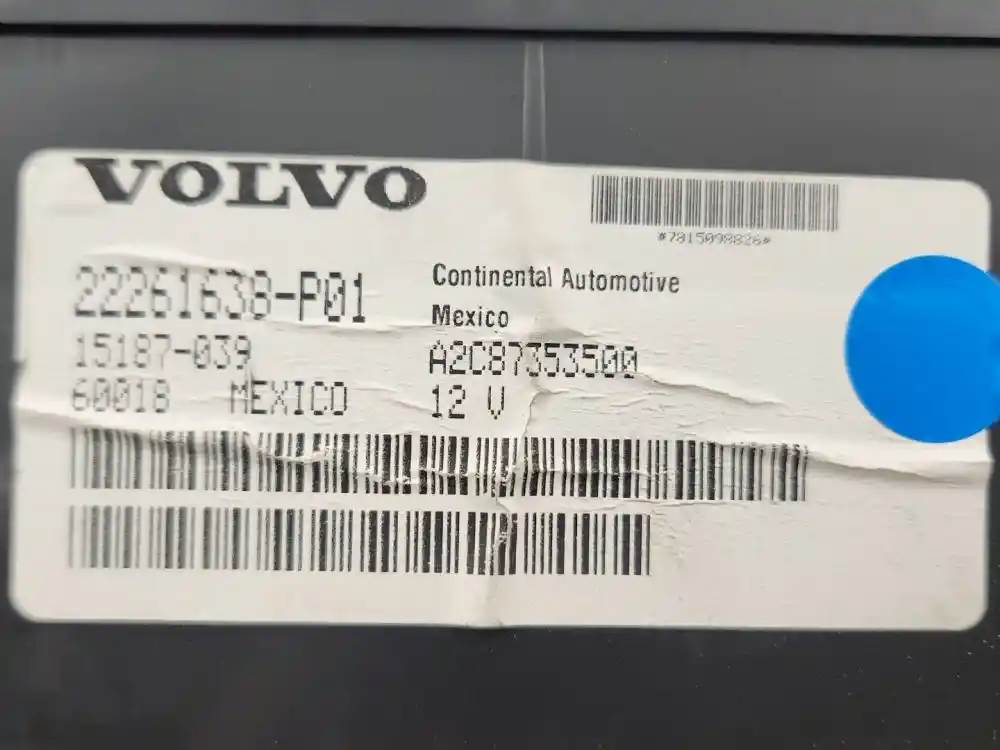 VOLVO
#7815098826#
22261638-P01
Continental Automotive
Mexico
15187-039
A2C87353500
60018 MEXICO
12 V